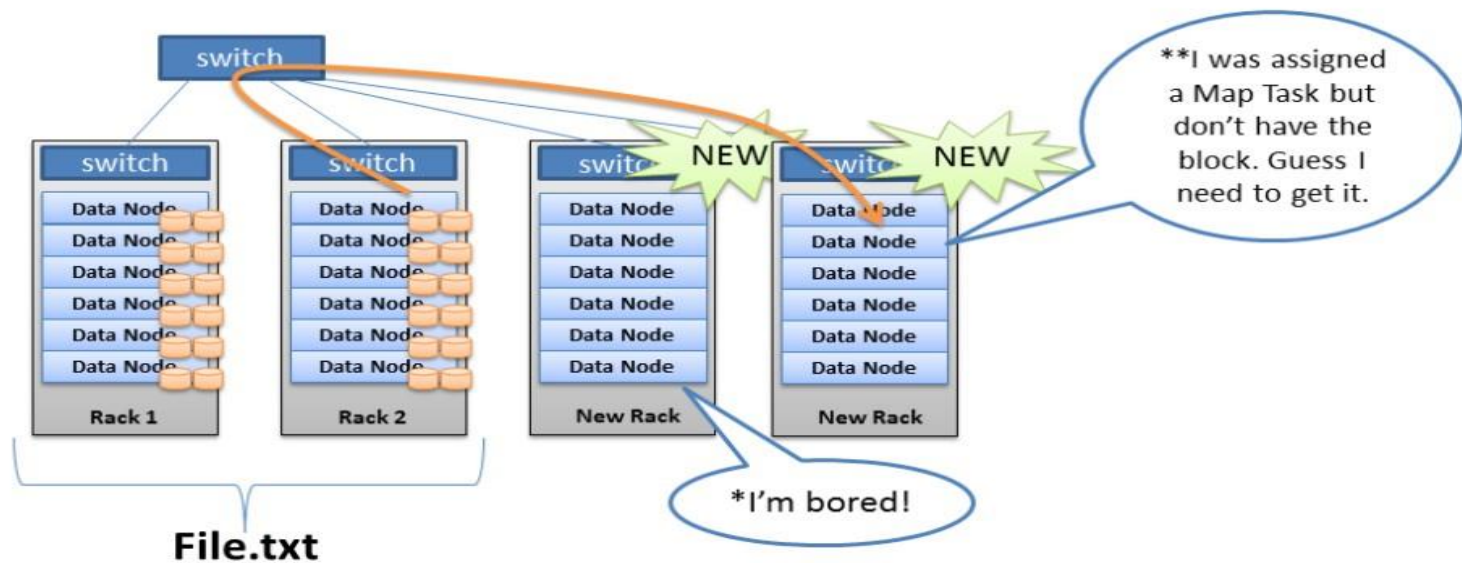 switch
switch
Data Node
Data Node
Data Node
Data Node
Data Node
Data Node
Rack 1
switch
Data Node
Data Node
Data Node
Data Node
Data Node
Data Node
Rack 2
File.txt
switc
NEW
Data Node
Data Node
Data Node
Data Node
Data Node
Data Node
New Rack
*I'm bored!
switc
NEW
Data Node
Data Node
Data Node
Data Node
Data Node
Data Node
New Rack
**I was assigned
a Map Task but
don't have the
block. Guess I
need to get it.